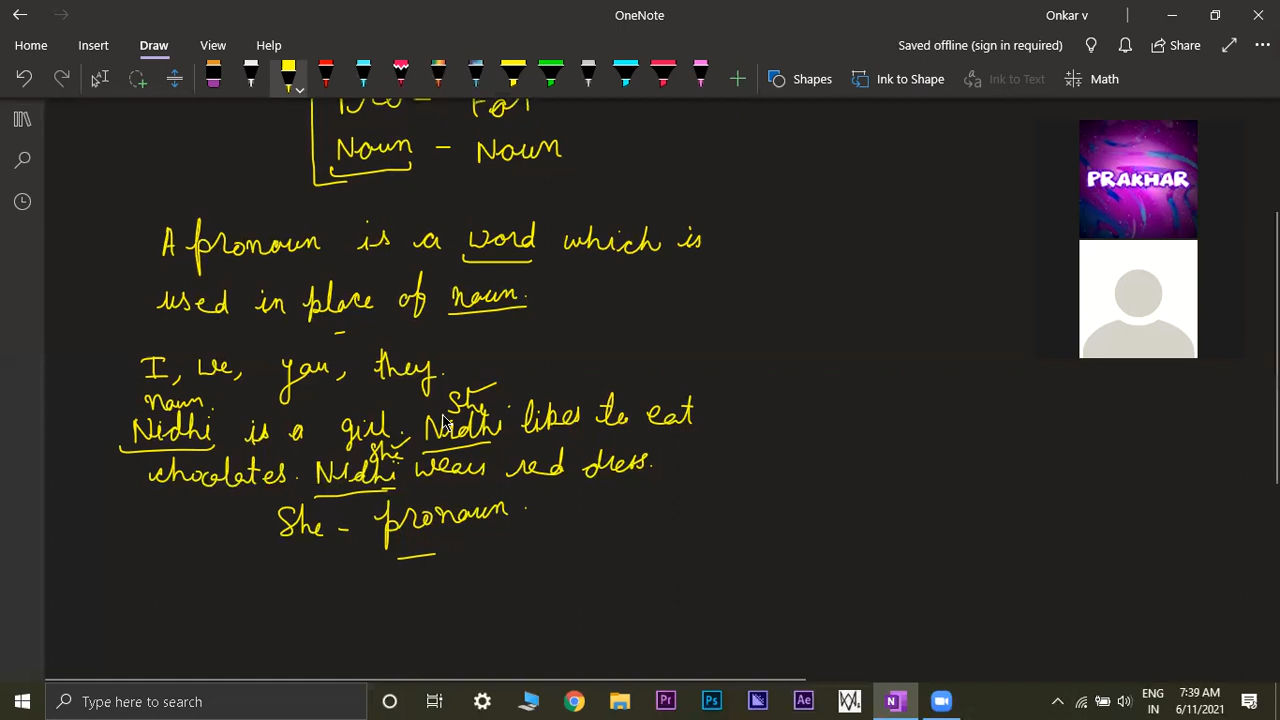 OneNote
Onkar v
Home Insert Draw View Help
Saved offline (sign in required)
Share
Shapes
Ink to Shape
Ink to Text
Math
Noun - Noun
PRAKHAR
A pronoun is a word which is
used in place of noun.
I, we, you, they.
Noun.
She
Nidhi is a girl. Nidhi likes to eat
She
chocolates. Nidhi wears red dress.
She - pronoun.
Type here to search
Pr
Ps
Ae
N
ENG
IN
7:39 AM
6/11/2021